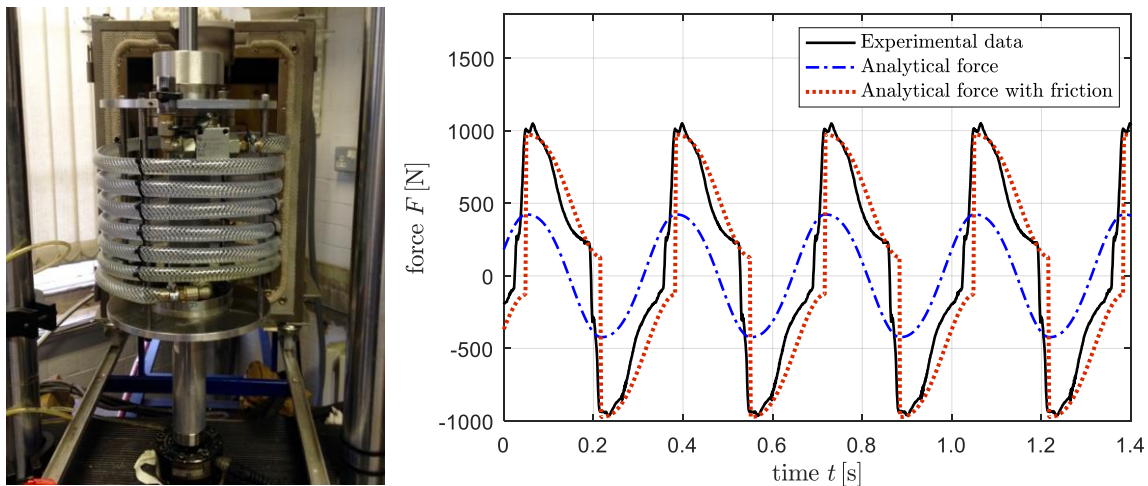 Experimental data
Analytical force
Analytical force with friction
force F [N]
1500
1000
500
0
-500
-1000
0 0.2 0.4 0.6 0.8 1.0 1.2 1.4
time t [s]